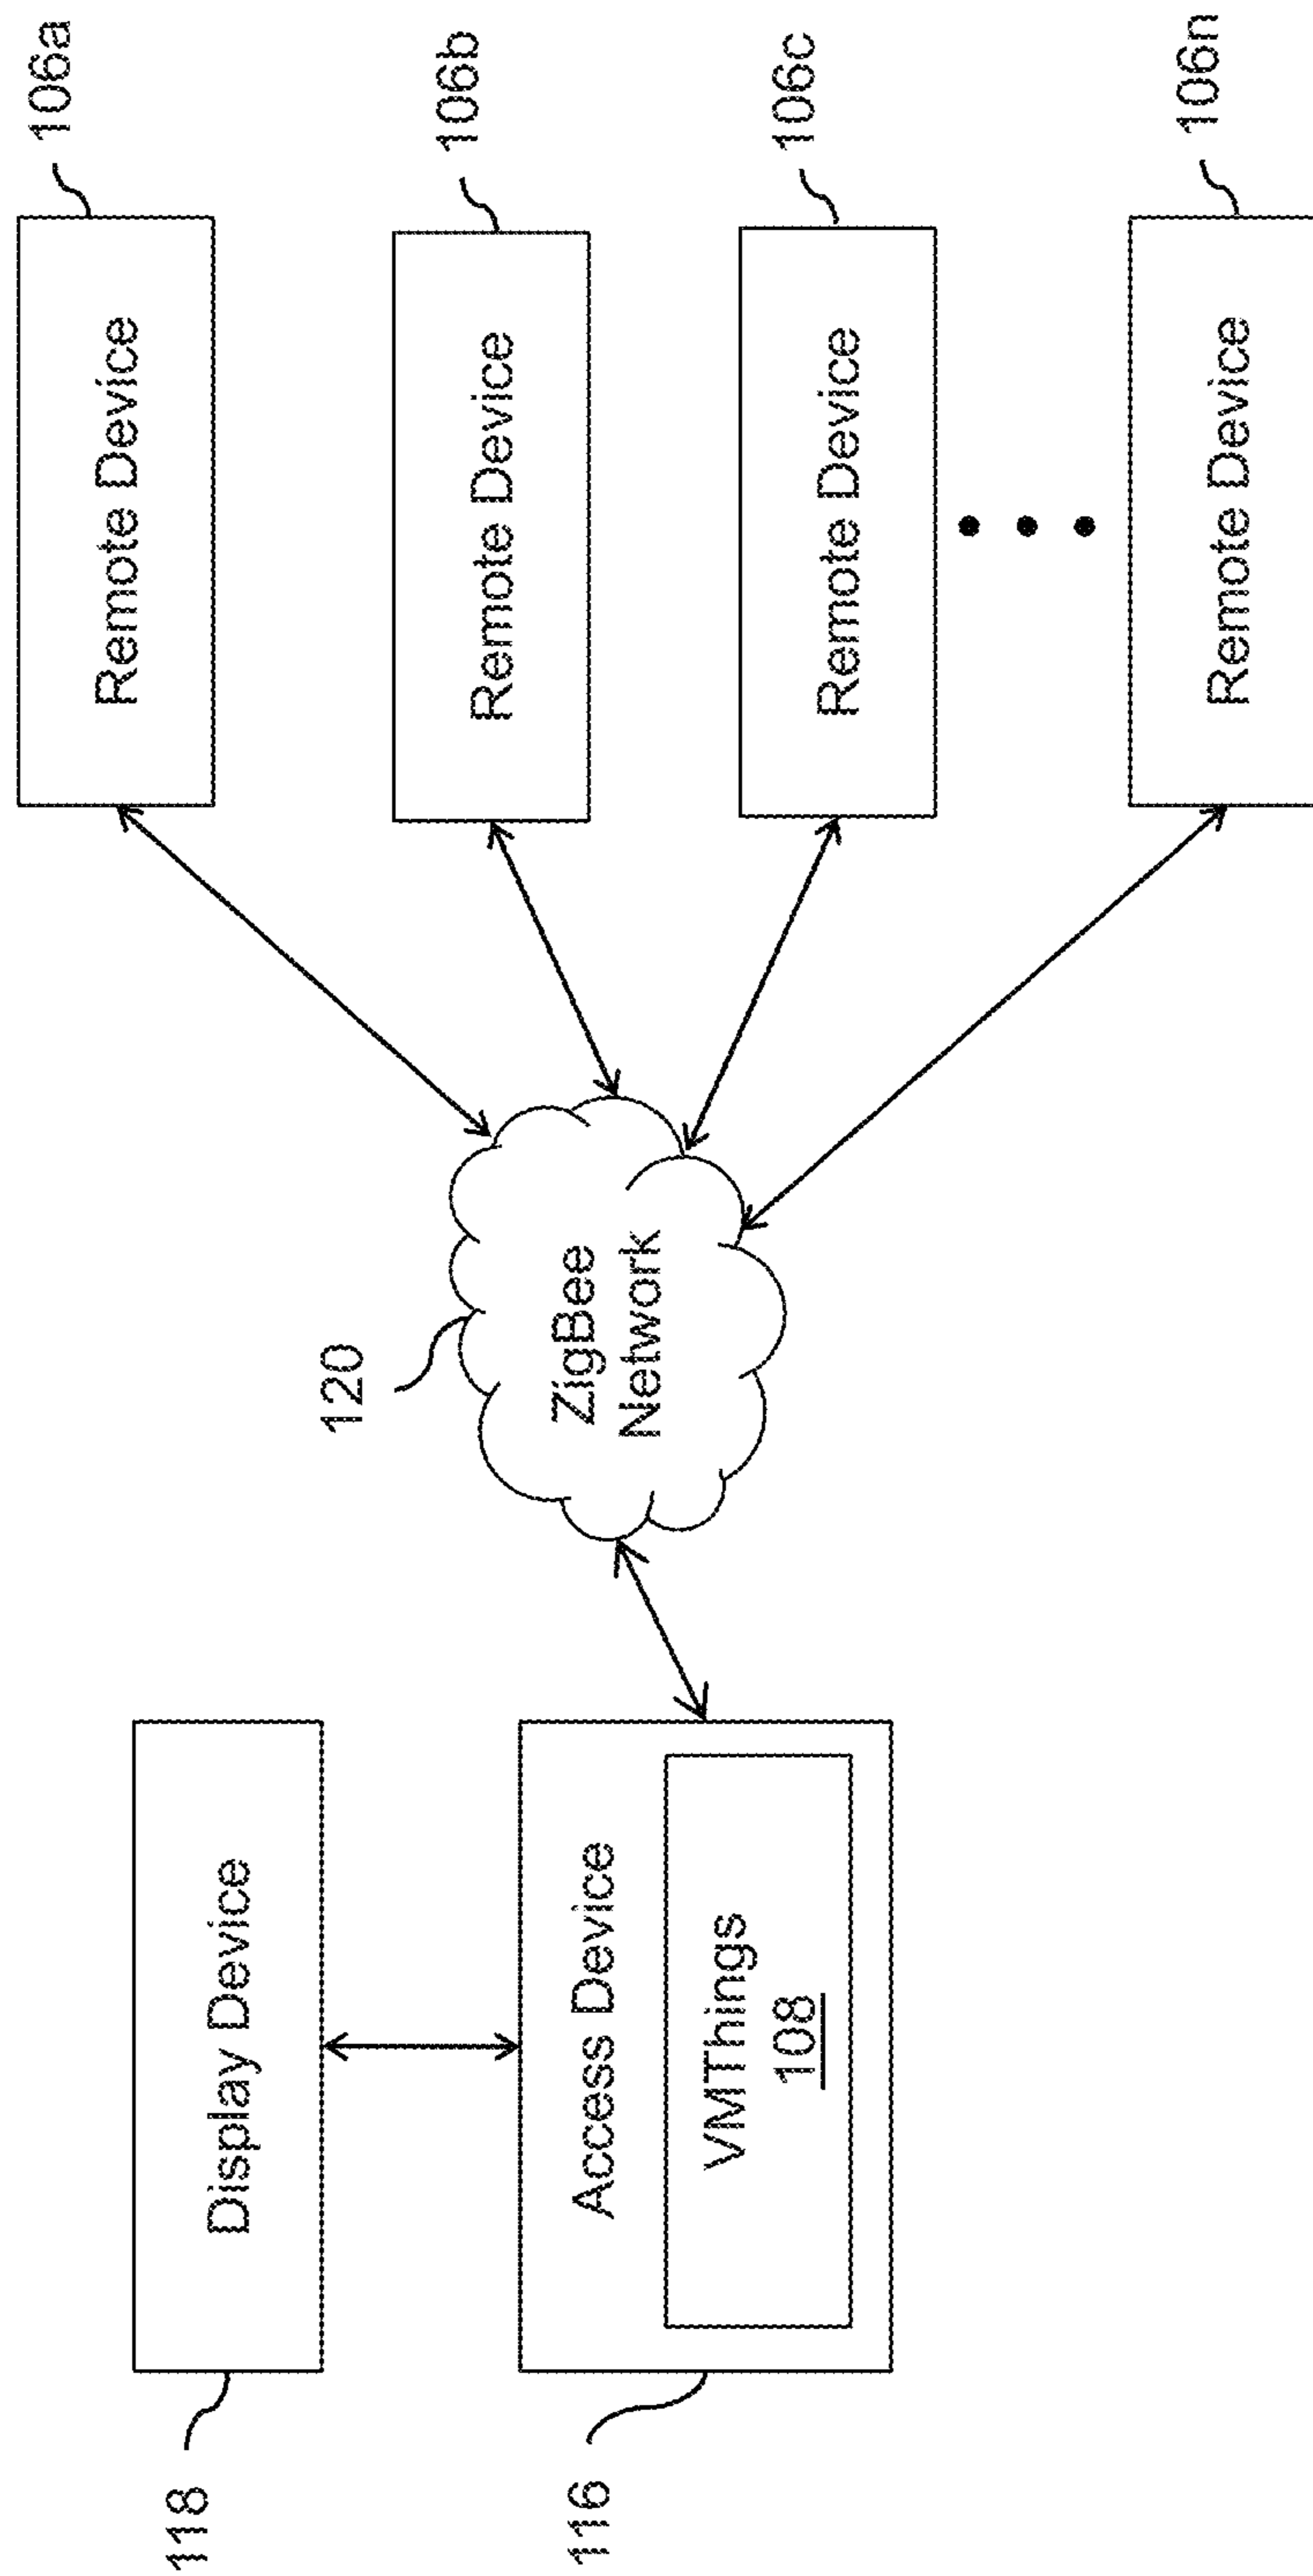 Display Device
118
Access Device
VMThings
108
116
120
ZigBee
Network
Remote Device
106a
Remote Device
106b
Remote Device
106c
Remote Device
106n